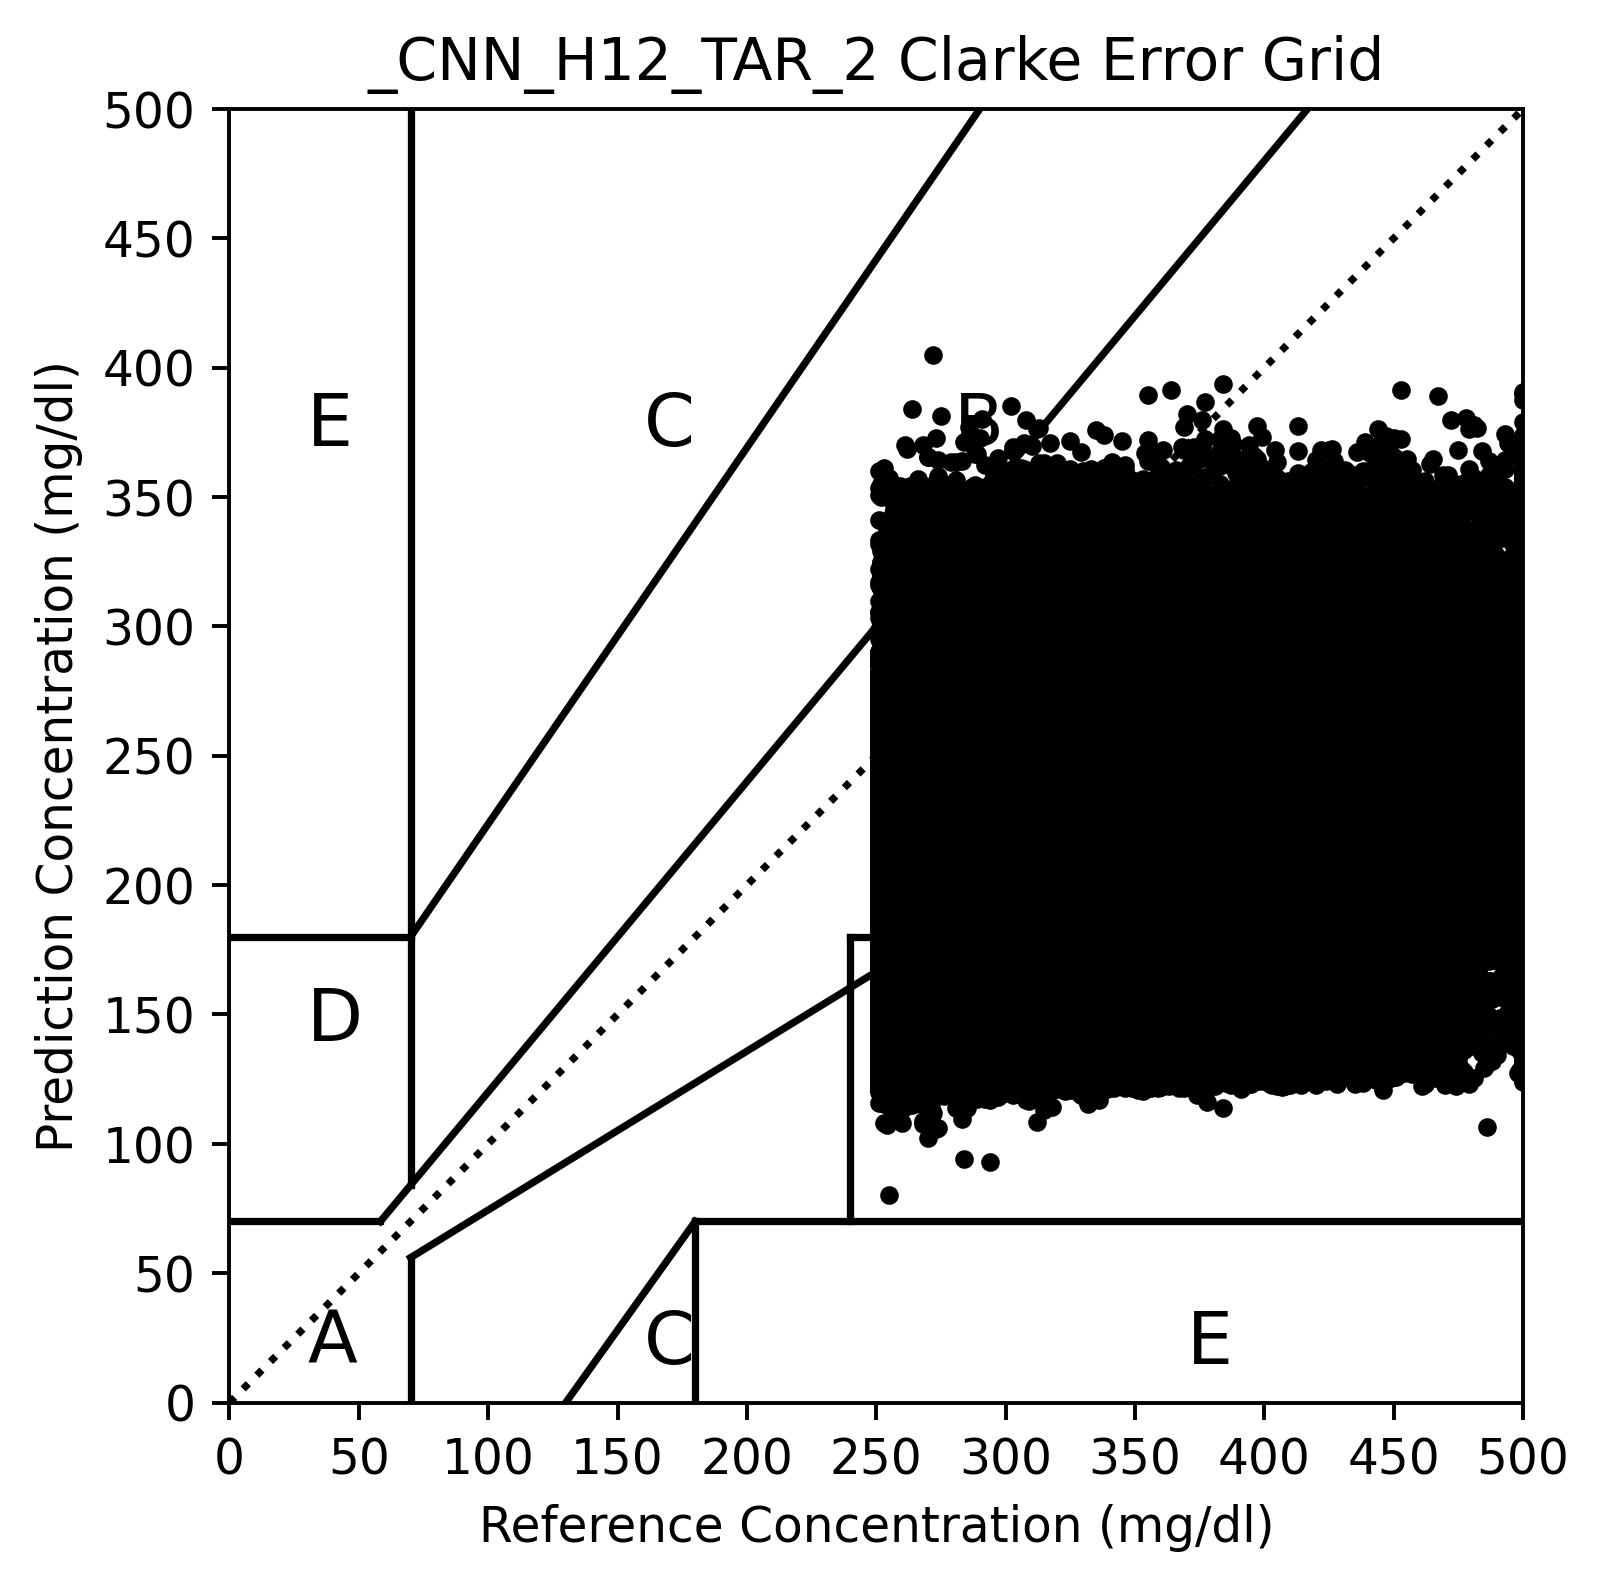 _CNN_H12_TAR_2 Clarke Error Grid
500
450
400
350
300
250
200
150
100
50
0
Prediction Concentration (mg/dl)
E
C
B
D
A
C
E
0 50 100 150 200 250 300 350 400 450 500
Reference Concentration (mg/dl)